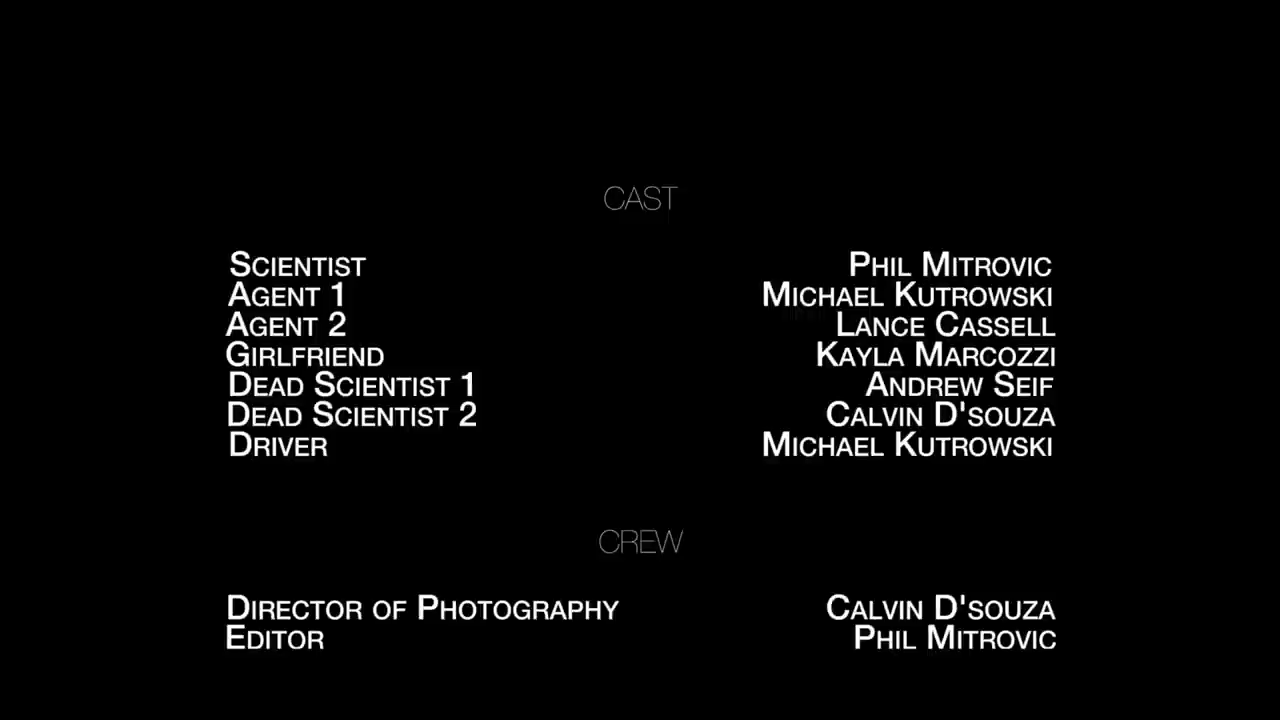 CAST
SCIENTIST PHIL MITROVIC
AGENT 1 MICHAEL KUTROWSKI
AGENT 2 LANCE CASSELL
GIRLFRIEND KAYLA MARCOZZI
DEAD SCIENTIST 1 ANDREW SEIF
DEAD SCIENTIST 2 CALVIN D'SOUZA
DRIVER MICHAEL KUTROWSKI
CREW
DIRECTOR OF PHOTOGRAPHY CALVIN D'SOUZA
EDITOR PHIL MITROVIC